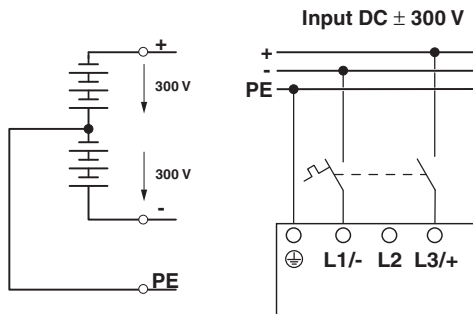 Input DC ± 300 V
+
300 V
300 V
-
PE
+
-
PE
L1/- L2 L3/+